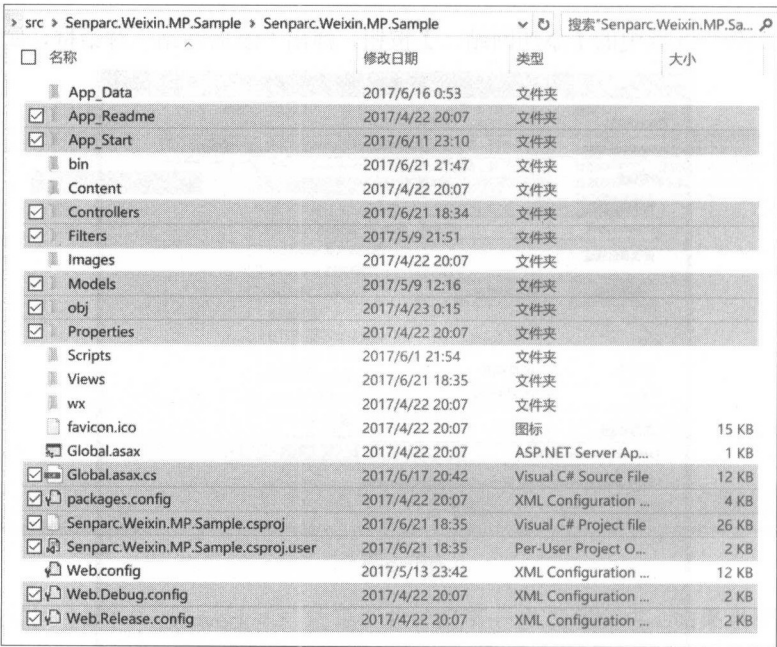 src > Senparc.Weixin.MP.Sample > Senparc.Weixin.MP.Sample 搜索"Senparc.Weixin.MP.Sa...
名称 修改日期 类型 大小
App_Data 2017/6/16 0:53 文件夹
App_Readme 2017/4/22 20:07 文件夹
App_Start 2017/6/11 23:10 文件夹
bin 2017/6/21 21:47 文件夹
Content 2017/4/22 20:07 文件夹
Controllers 2017/6/21 18:34 文件夹
Filters 2017/5/9 21:51 文件夹
Images 2017/4/22 20:07 文件夹
Models 2017/5/9 12:16 文件夹
obj 2017/4/23 0:15 文件夹
Properties 2017/4/22 20:07 文件夹
Scripts 2017/6/1 21:54 文件夹
Views 2017/6/21 18:35 文件夹
wx 2017/4/22 20:07 文件夹
favicon.ico 2017/4/22 20:07 图标 15 KB
Global.asax 2017/4/22 20:07 ASP.NET Server Ap... 1 KB
Global.asax.cs 2017/6/17 20:42 Visual C# Source File 12 KB
packages.config 2017/4/22 20:07 XML Configuration ... 4 KB
Senparc.Weixin.MP.Sample.csproj 2017/6/21 18:35 Visual C# Project file 26 KB
Senparc.Weixin.MP.Sample.csproj.user 2017/6/21 18:35 Per-User Project O... 2 KB
Web.config 2017/5/13 23:42 XML Configuration ... 12 KB
Web.Debug.config 2017/4/22 20:07 XML Configuration ... 2 KB
Web.Release.config 2017/4/22 20:07 XML Configuration ... 2 KB